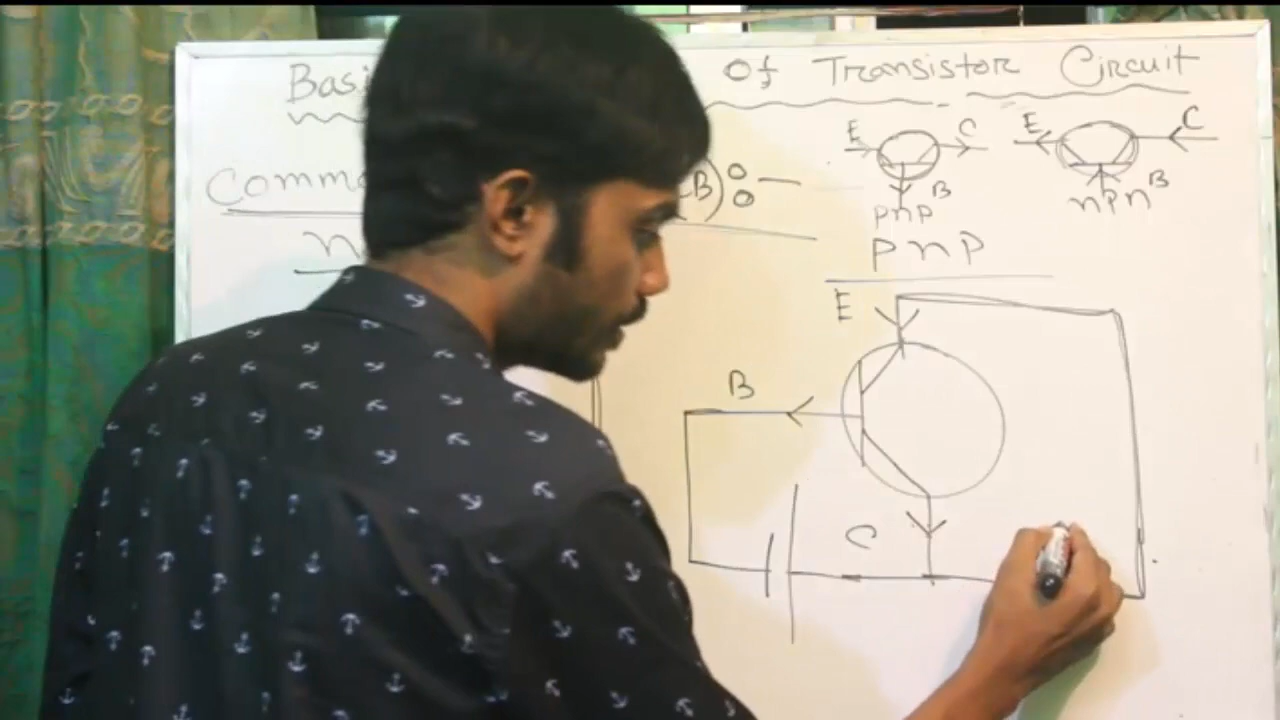 Basi Of Transistor Circuit
E C E C
B B
pnp npn
Comm B) :-
n pnp
E
B
C